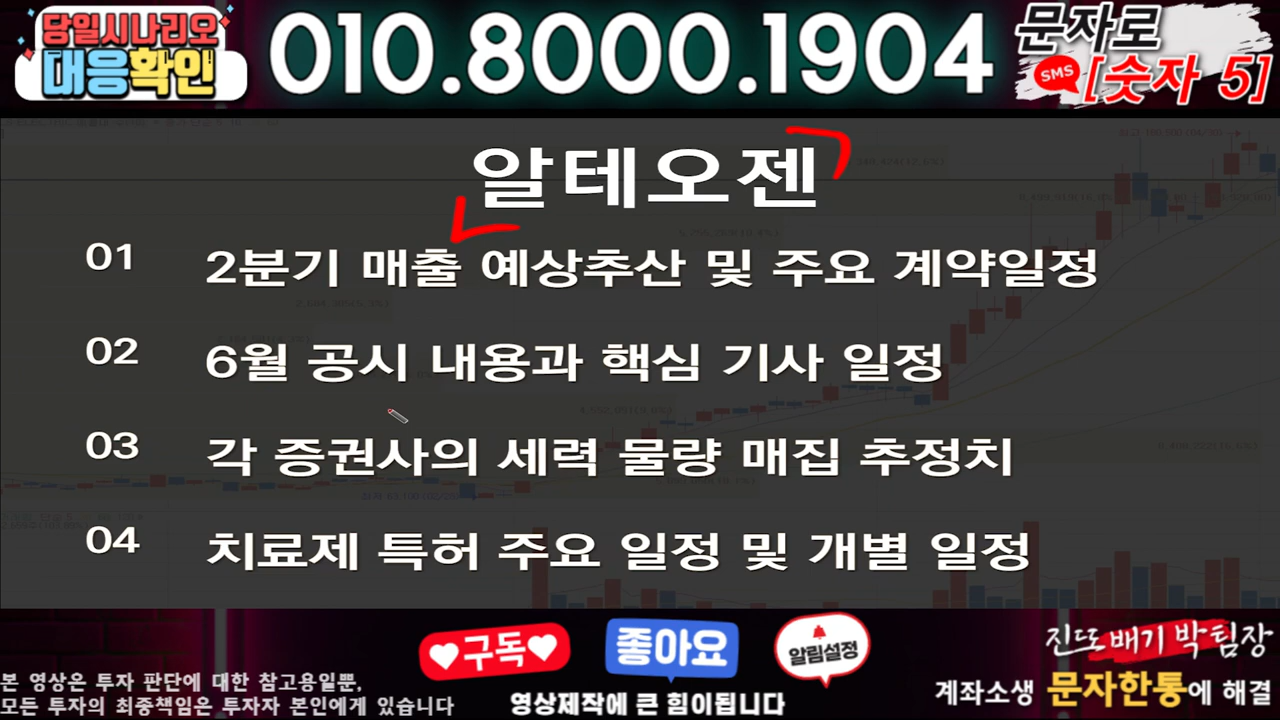 당일시나리오
대응확인
010.8000.1904
문자로
SMS [숫자 5]
알테오젠
01 2분기 매출 예상추산 및 주요 계약일정
02 6월 공시 내용과 핵심 기사 일정
03 각 증권사의 세력 물량 매집 추정치
04 치료제 특허 주요 일정 및 개별 일정
구독
좋아요
알림설정
영상제작에 큰 힘이됩니다
본 영상은 투자 판단에 대한 참고용일뿐,
모든 투자의 최종책임은 투자자 본인에게 있습니다
진또배기 박팀장
계좌소생 문자한통에 해결